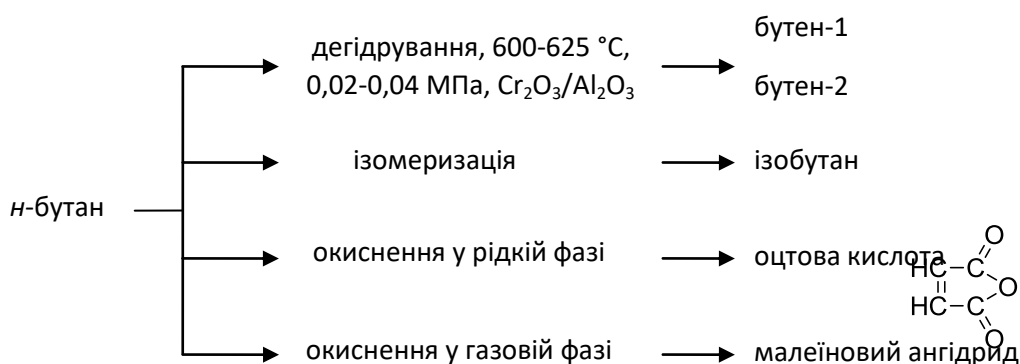 дегідрування, 600-625 °C,
0,02-0,04 МПа, Cr₂O₃/Al₂O₃
бутен-1
бутен-2
ізомеризація
ізобутан
н-бутан
окиснення у рідкій фазі
оцтова кислота
O
HC C
O
HC C
O
окиснення у газовій фазі
малеїновий ангідрид